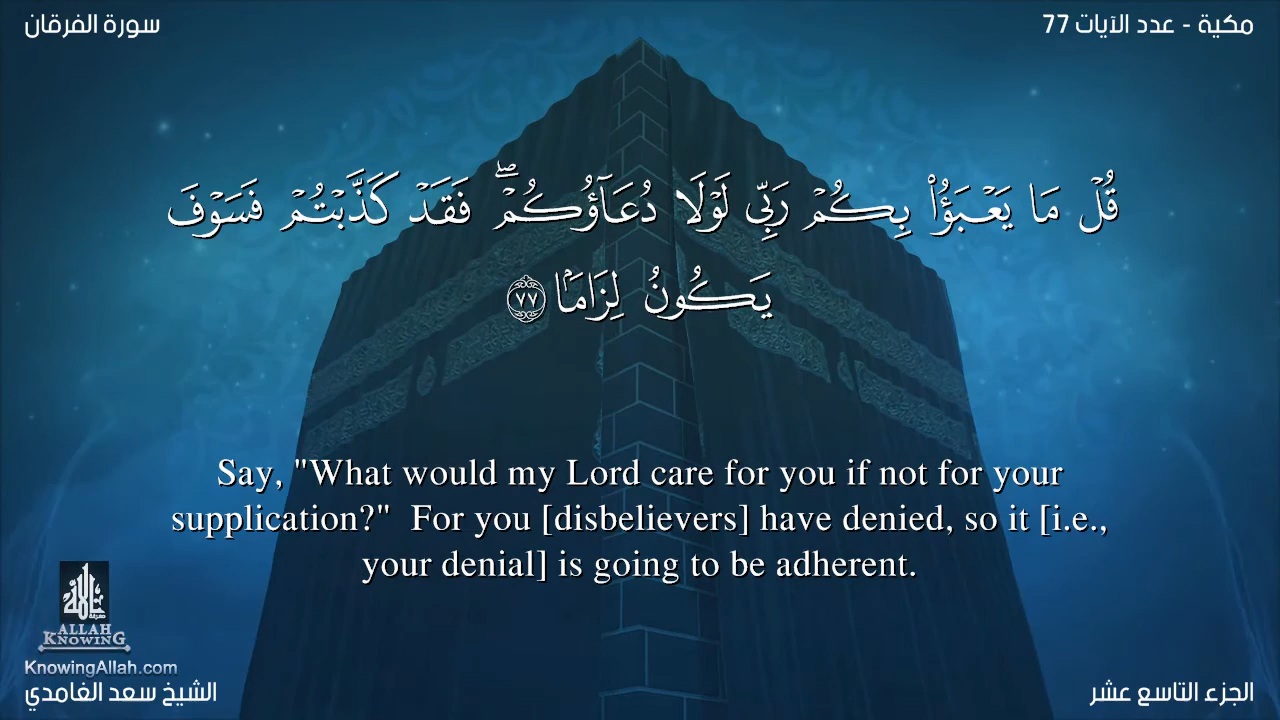 سورة الفرقان
مكية - عدد الآيات 77
قُلۡ مَا يَعۡبَؤُاْ بِكُمۡ رَبِّي لَوۡلَا دُعَآؤُكُمۡۖ فَقَدۡ كَذَّبۡتُمۡ فَسَوۡفَ
يَكُونُ لِزَامَۢا ٧٧
Say, "What would my Lord care for you if not for your
supplication?" For you [disbelievers] have denied, so it [i.e.,
your denial] is going to be adherent.
معرفة الله
ALLAH
KNOWING
KnowingAllah.com
الشيخ سعد الغامدي
الجزء التاسع عشر